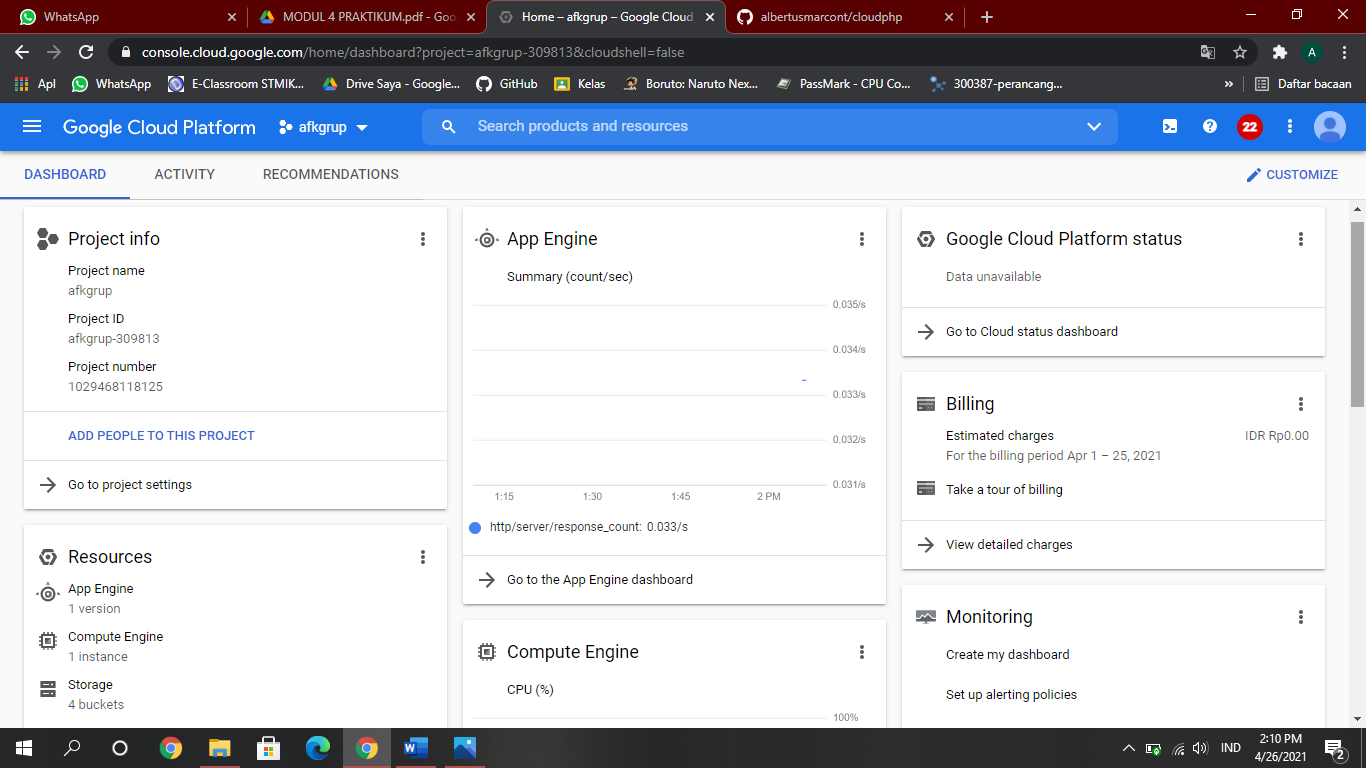 WhatsApp
MODUL 4 PRAKTIKUM.pdf - Goo
Home – afkgrup – Google Cloud
albertusmarcont/cloudphp
console.cloud.google.com/home/dashboard?project=afkgrup-309813&cloudshell=false
A
Apl
WhatsApp
E-Classroom STMIK...
Drive Saya - Google...
GitHub
Kelas
Boruto: Naruto Nex...
PassMark - CPU Co...
300387-perancang...
»
Daftar bacaan
Google Cloud Platform
afkgrup
Search products and resources
22
DASHBOARD
ACTIVITY
RECOMMENDATIONS
CUSTOMIZE
Project info
Project name
afkgrup
Project ID
afkgrup-309813
Project number
1029468118125
ADD PEOPLE TO THIS PROJECT
Go to project settings
Resources
App Engine
1 version
Compute Engine
1 instance
Storage
4 buckets
App Engine
Summary (count/sec)
0.035/s
0.034/s
0.033/s
0.032/s
0.031/s
1:15
1:30
1:45
2 PM
http/server/response_count: 0.033/s
Go to the App Engine dashboard
Compute Engine
CPU (%)
100%
Google Cloud Platform status
Data unavailable
Go to Cloud status dashboard
Billing
Estimated charges
IDR Rp0.00
For the billing period Apr 1 – 25, 2021
Take a tour of billing
View detailed charges
Monitoring
Create my dashboard
Set up alerting policies
IND
2:10 PM
4/26/2021
2